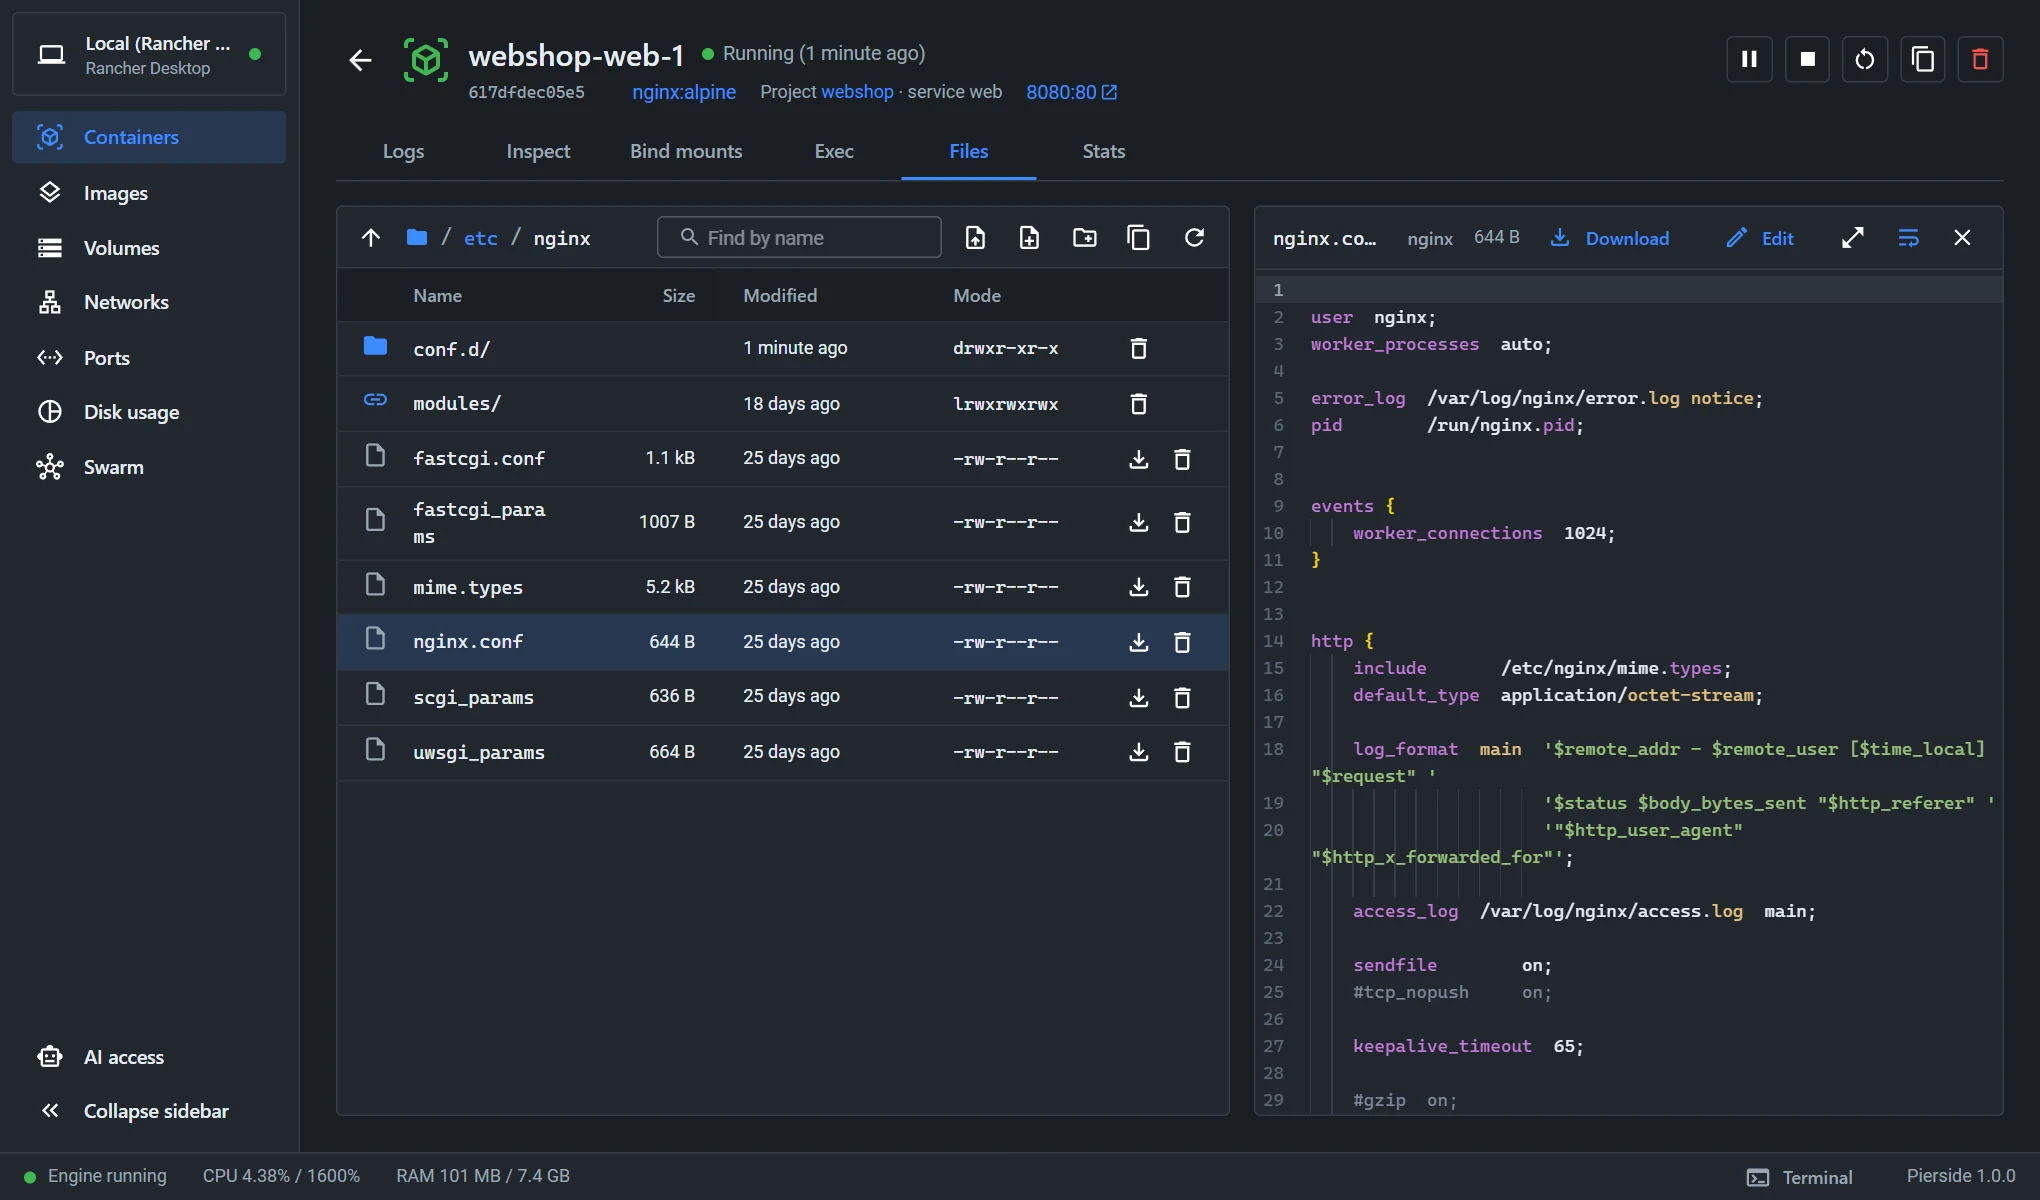 Local (Rancher ...
Rancher Desktop
Containers
Images
Volumes
Networks
Ports
Disk usage
Swarm
AI access
Collapse sidebar
webshop-web-1 Running (1 minute ago)
617dfdec05e5 nginx:alpine Project webshop · service web 8080:80
Logs Inspect Bind mounts Exec Files Stats
/ etc / nginx Find by name
Name Size Modified Mode
conf.d/ 1 minute ago drwxr-xr-x
modules/ 18 days ago lrwxrwxrwx
fastcgi.conf 1.1 kB 25 days ago -rw-r--r--
fastcgi_para
ms 1007 B 25 days ago -rw-r--r--
mime.types 5.2 kB 25 days ago -rw-r--r--
nginx.conf 644 B 25 days ago -rw-r--r--
scgi_params 636 B 25 days ago -rw-r--r--
uwsgi_params 664 B 25 days ago -rw-r--r--
nginx.co... nginx 644 B Download Edit
1
2 user  nginx;
3 worker_processes  auto;
4
5 error_log  /var/log/nginx/error.log notice;
6 pid        /run/nginx.pid;
7
8
9 events {
10     worker_connections  1024;
11 }
12
13
14 http {
15     include       /etc/nginx/mime.types;
16     default_type  application/octet-stream;
17
18     log_format  main  '$remote_addr - $remote_user [$time_local]
"$request" '
19                       '$status $body_bytes_sent "$http_referer" '
20                       '"$http_user_agent"
"$http_x_forwarded_for"';
21
22     access_log  /var/log/nginx/access.log  main;
23
24     sendfile        on;
25     #tcp_nopush     on;
26
27     keepalive_timeout  65;
28
29     #gzip  on;
Engine running CPU 4.38% / 1600% RAM 101 MB / 7.4 GB Terminal Pierside 1.0.0